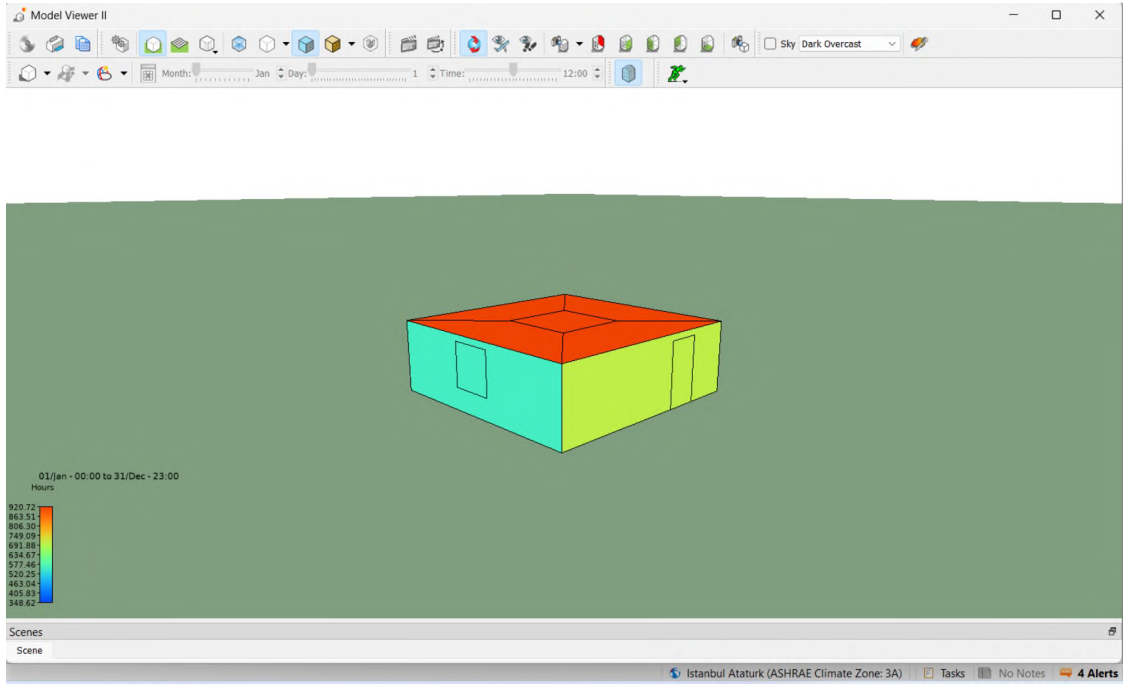 Model Viewer II
Sky Dark Overcast
Month: Jan Day: 1 Time: 12:00
01/Jan - 00:00 to 31/Dec - 23:00
Hours
920.72
863.51
806.30
749.09
691.88
634.67
577.46
520.25
463.04
405.83
348.62
Scenes
Scene
Istanbul Ataturk (ASHRAE Climate Zone: 3A) Tasks No Notes 4 Alerts